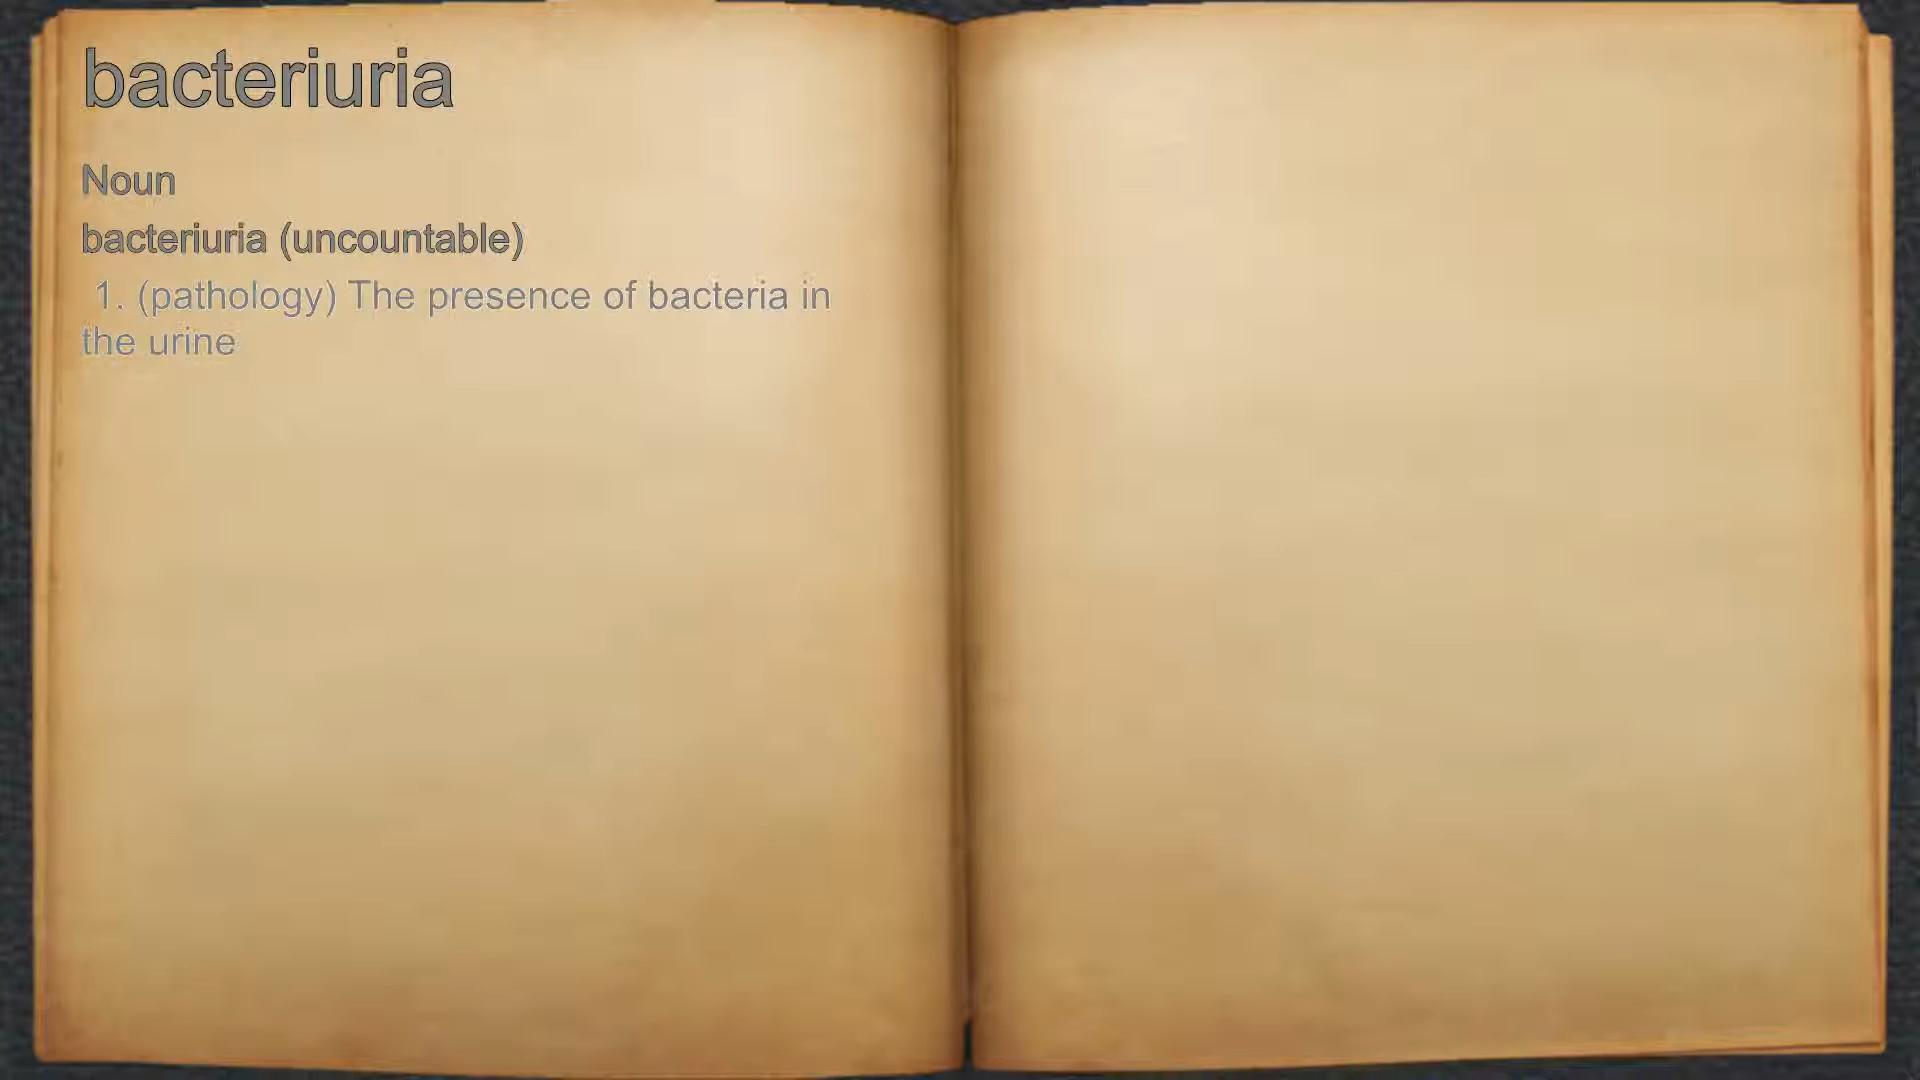 bacteriuria
Noun
bacteriuria (uncountable)
1. (pathology) The presence of bacteria in
the urine